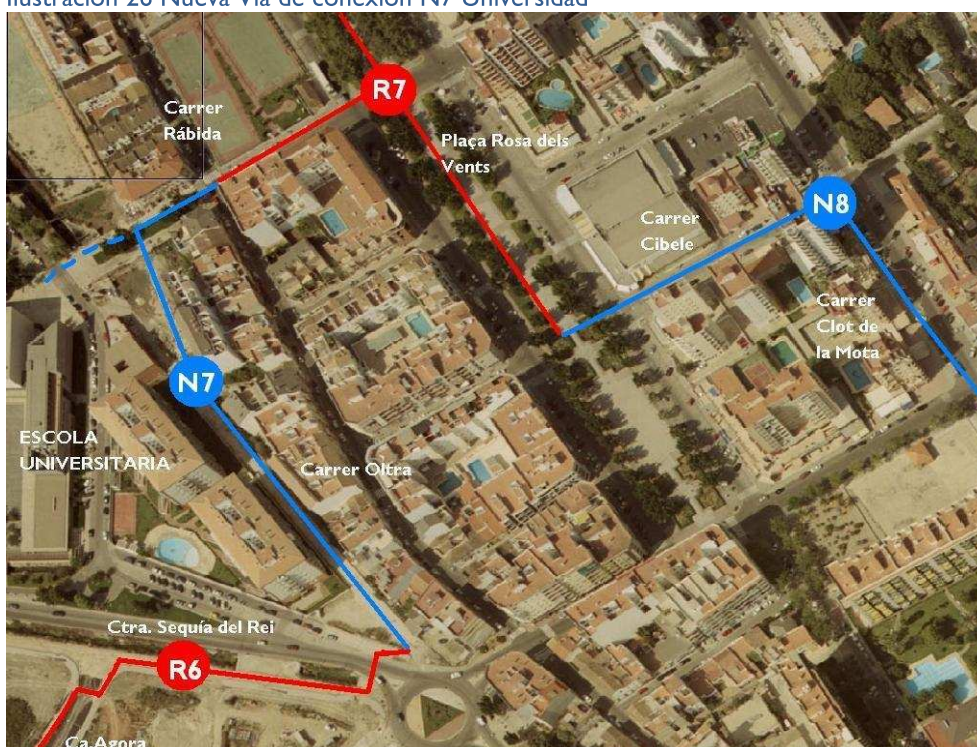 Ilustración 26 Nueva vía de conexión N7 Universidad
R7
Carrer
Rábida
Plaça Rosa dels
Vents
N8
Carrer
Cibele
Carrer
Clot de
la Mota
N7
ESCOLA
UNIVERSITARIA
Carrer Oltra
Ctra. Sequía del Rei
R6
Ca.Agora